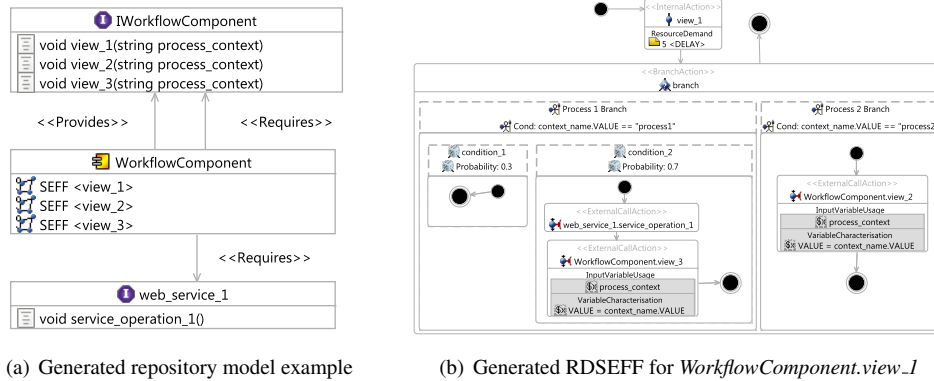 IWorkflowComponent
void view_1(string process_context)
void view_2(string process_context)
void view_3(string process_context)
<<Provides>>
<<Requires>>
WorkflowComponent
SEFF <view_1>
SEFF <view_2>
SEFF <view_3>
<<Requires>>
web_service_1
void service_operation_1()
(a) Generated repository model example
<<InternalAction>>
view_1
ResourceDemand
5 <DELAY>
<<BranchAction>>
branch
Process 1 Branch
Cond: context_name.VALUE == "process1"
condition_1
Probability: 0.3
condition_2
Probability: 0.7
<<ExternalCallAction>>
web_service_1.service_operation_1
<<ExternalCallAction>>
WorkflowComponent.view_3
InputVariableUsage
process_context
VariableCharacterisation
VALUE = context_name.VALUE
Process 2 Branch
Cond: context_name.VALUE == "process2
<<ExternalCallAction>>
WorkflowComponent.view_2
InputVariableUsage
process_context
VariableCharacterisation
VALUE = context_name.VALUE
(b) Generated RDSEFF for WorkflowComponent.view_1